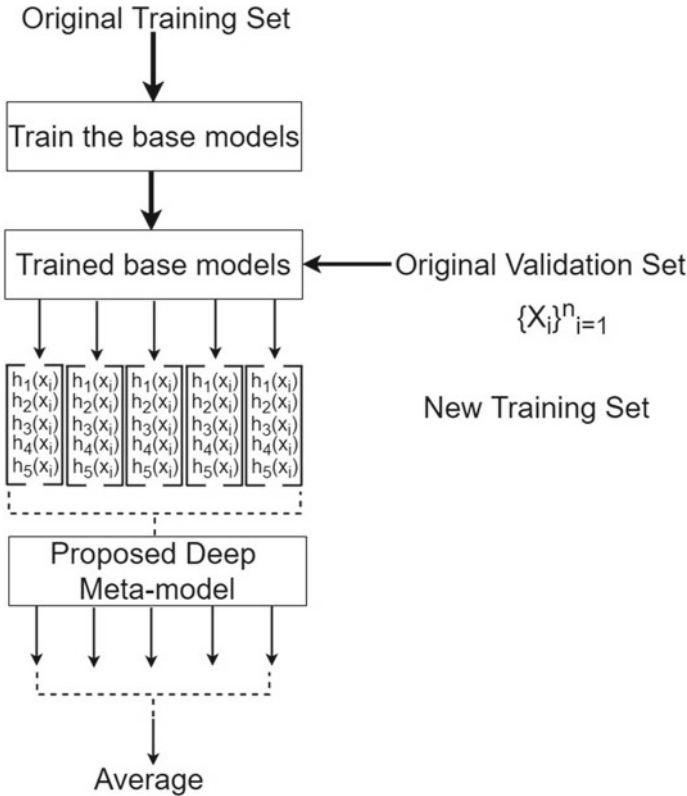 Original Training Set
Train the base models
Trained base models
Original Validation Set
{Xᵢ}ⁿᵢ₌₁
h₁(xᵢ) h₁(xᵢ) h₁(xᵢ) h₁(xᵢ) h₁(xᵢ)
h₂(xᵢ) h₂(xᵢ) h₂(xᵢ) h₂(xᵢ) h₂(xᵢ)
h₃(xᵢ) h₃(xᵢ) h₃(xᵢ) h₃(xᵢ) h₃(xᵢ)
h₄(xᵢ) h₄(xᵢ) h₄(xᵢ) h₄(xᵢ) h₄(xᵢ)
h₅(xᵢ) h₅(xᵢ) h₅(xᵢ) h₅(xᵢ) h₅(xᵢ)
New Training Set
Proposed Deep
Meta-model
Average